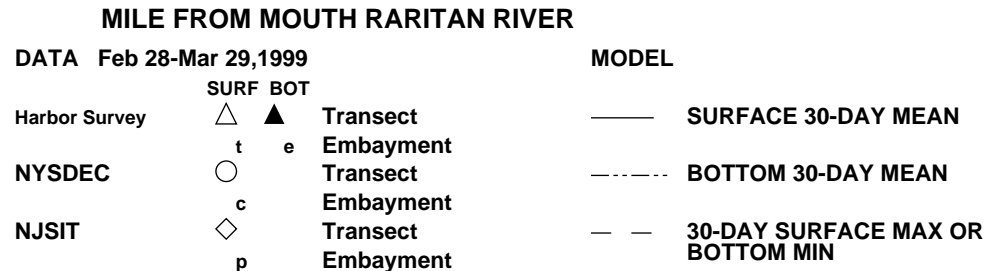 MILE FROM MOUTH RARITAN RIVER
DATA Feb 28-Mar 29,1999 MODEL
SURF BOT
Harbor Survey Transect SURFACE 30-DAY MEAN
t e Embayment
NYSDEC Transect BOTTOM 30-DAY MEAN
c Embayment
NJSIT Transect 30-DAY SURFACE MAX OR
BOTTOM MIN
p Embayment